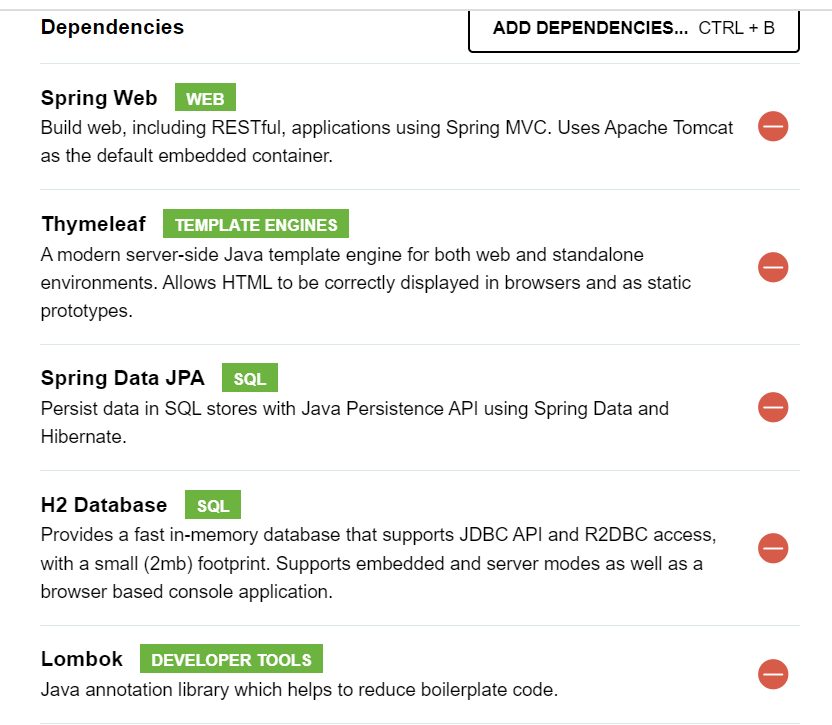 Dependencies
ADD DEPENDENCIES... CTRL + B
Spring Web WEB
Build web, including RESTful, applications using Spring MVC. Uses Apache Tomcat
as the default embedded container.
Thymeleaf TEMPLATE ENGINES
A modern server-side Java template engine for both web and standalone
environments. Allows HTML to be correctly displayed in browsers and as static
prototypes.
Spring Data JPA SQL
Persist data in SQL stores with Java Persistence API using Spring Data and
Hibernate.
H2 Database SQL
Provides a fast in-memory database that supports JDBC API and R2DBC access,
with a small (2mb) footprint. Supports embedded and server modes as well as a
browser based console application.
Lombok DEVELOPER TOOLS
Java annotation library which helps to reduce boilerplate code.